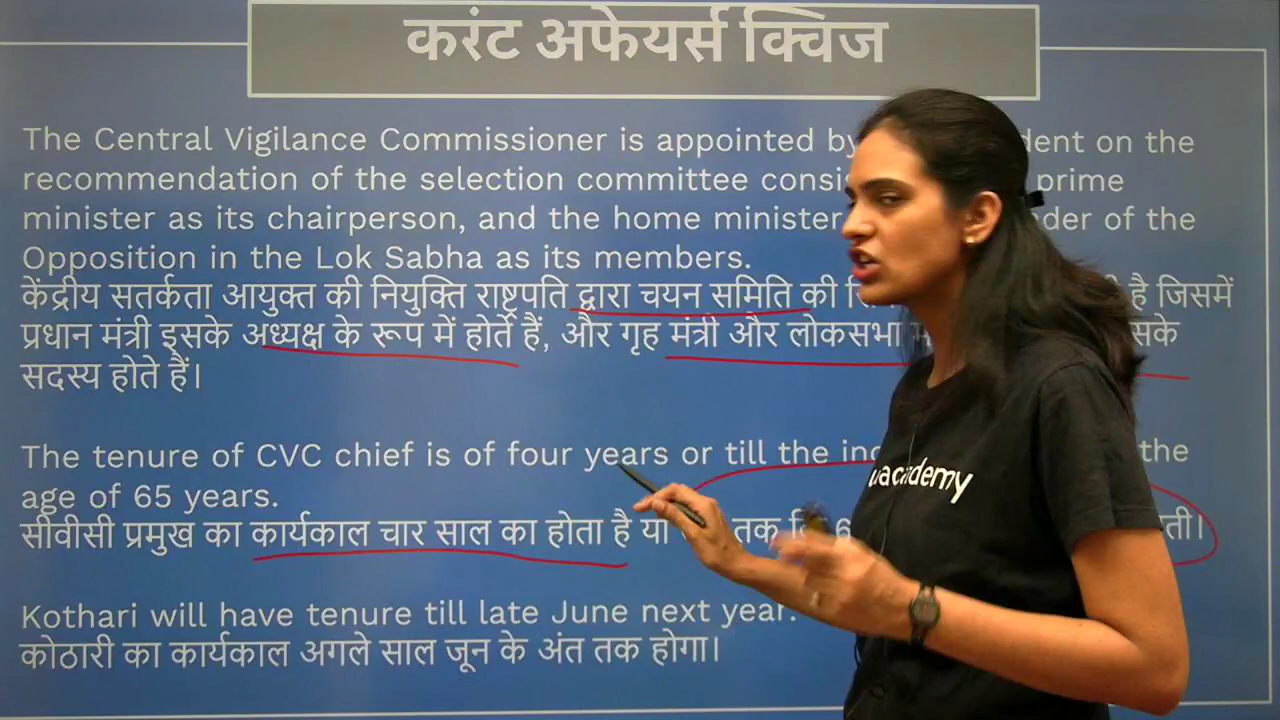 करंट अफेयर्स क्विज
The Central Vigilance Commissioner is appointed by dent on the
recommendation of the selection committee prime
minister as its chairperson, and the home minister of the
Opposition in the Lok Sabha as its members.
केंद्रीय सतर्कता आयुक्त की नियुक्ति राष्ट्रपति द्वारा चयन समिति की है जिसमें
प्रधान मंत्री इसके अध्यक्ष के रूप में होते हैं, और गृह मंत्री और लोकसभा
सदस्य होते हैं।
The tenure of CVC chief is of four years or till the the
age of 65 years.
सीवीसी प्रमुख का कार्यकाल चार साल का होता है या तक
Kothari will have tenure till late June next year.
कोठारी का कार्यकाल अगले साल जून के अंत तक होगा।
unacademy